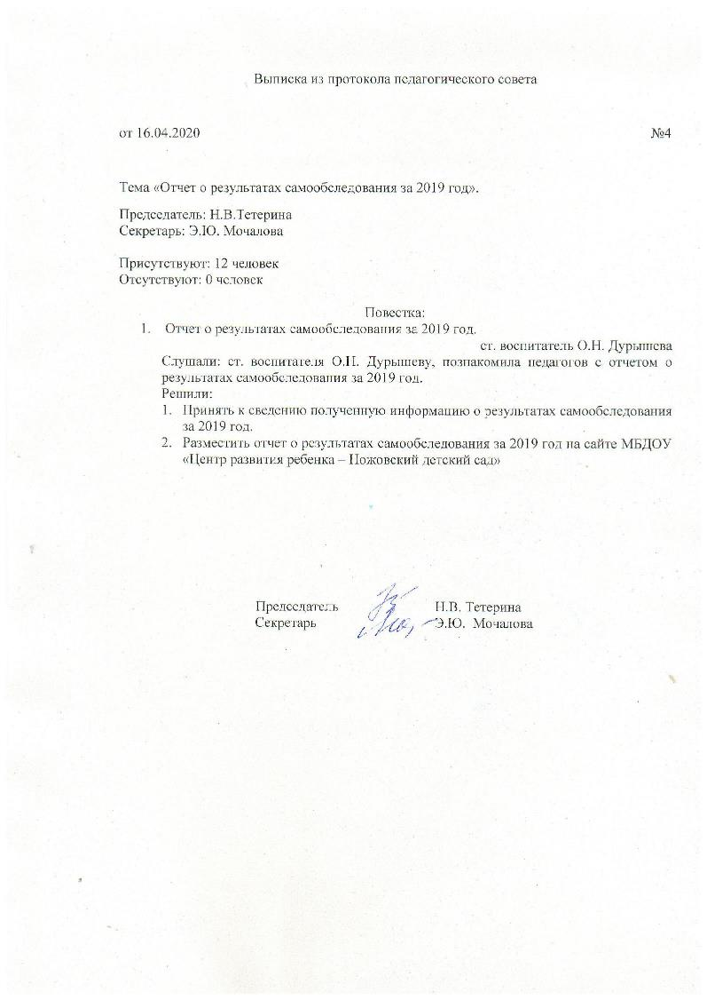 Выписка из протокола педагогического совета
от 16.04.2020 №4
Тема «Отчет о результатах самообследования за 2019 год».
Председатель: Н.В.Тетерина
Секретарь: Э.Ю. Мочалова
Присутствуют: 12 человек
Отсутствуют: 0 человек
Повестка:
1. Отчет о результатах самообследования за 2019 год.
ст. воспитатель О.Н. Дурышева
Слушали: ст. воспитателя О.Н. Дурышеву, познакомила педагогов с отчетом о
результатах самообследования за 2019 год.
Решили:
1. Принять к сведению полученную информацию о результатах самообследования
за 2019 год.
2. Разместить отчет о результатах самообследования за 2019 год на сайте МБДОУ
«Центр развития ребенка – Ножовский детский сад»
Председатель Н.В. Тетерина
Секретарь Э.Ю. Мочалова